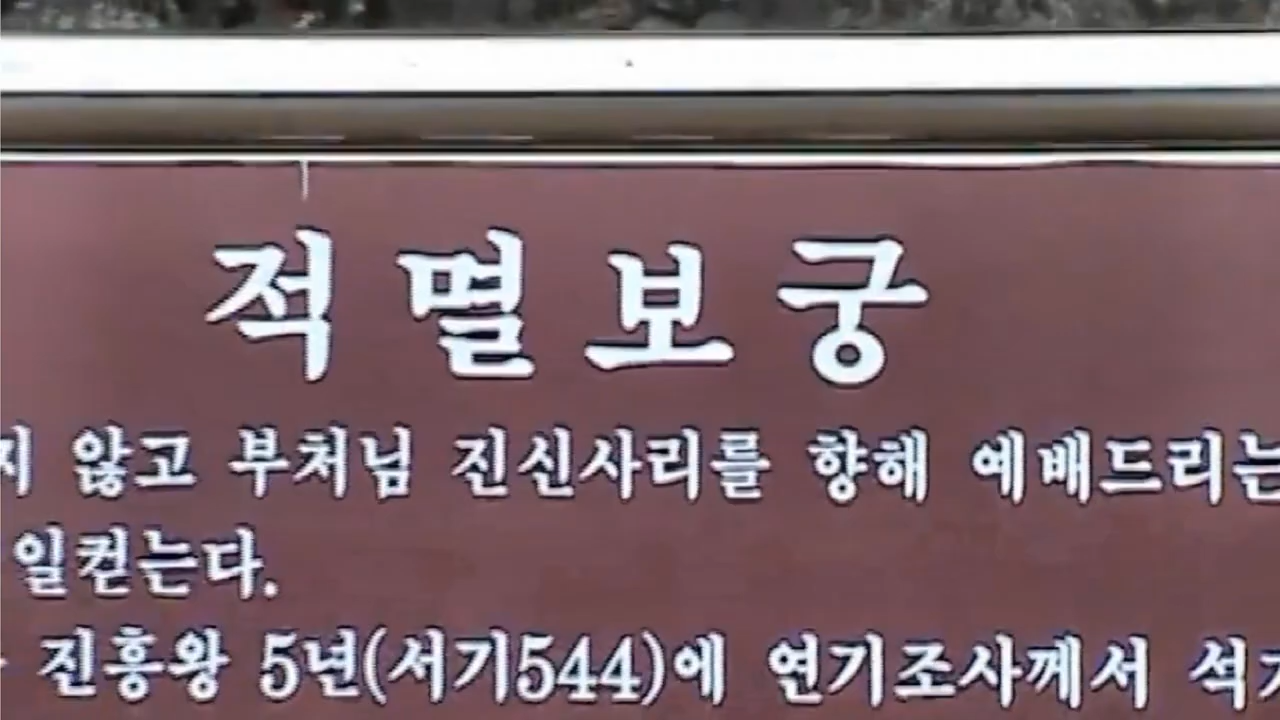 적멸보궁
지 않고 부처님 진신사리를 향해 예배드리는
일컫는다.
진흥왕 5년(서기544)에 연기조사께서 석가